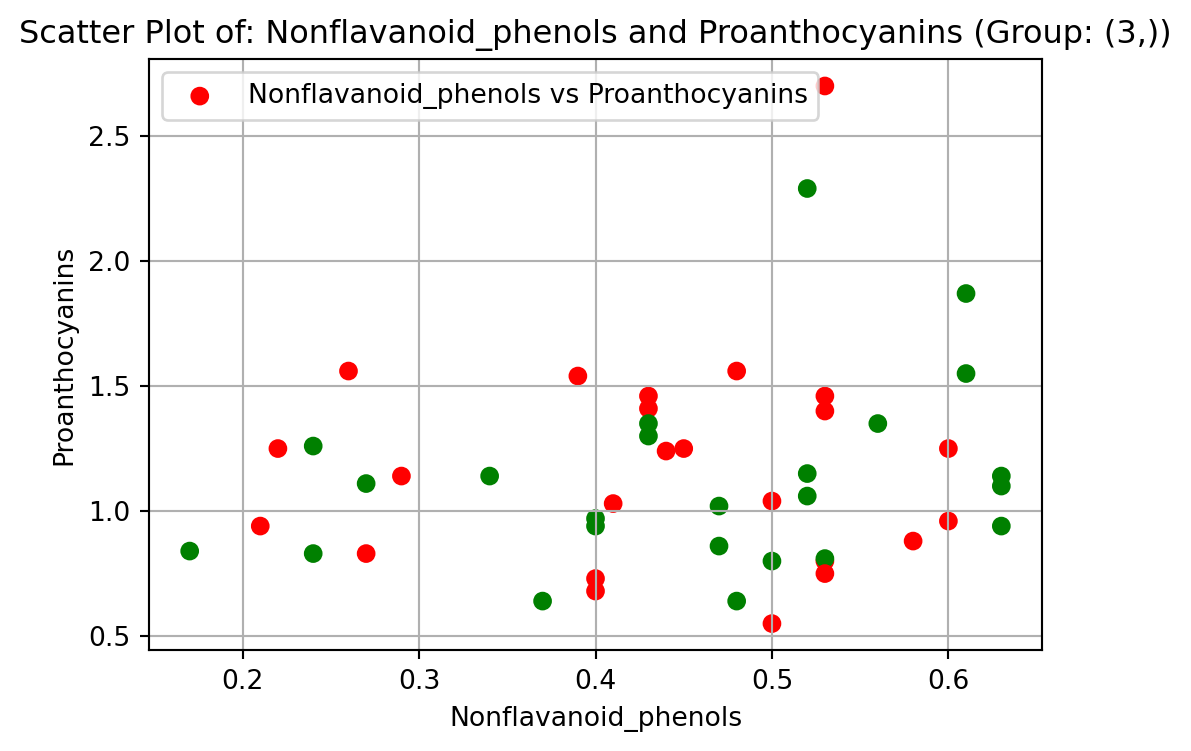 Scatter Plot of: Nonflavanoid_phenols and Proanthocyanins (Group: (3,))
Nonflavanoid_phenols vs Proanthocyanins
Proanthocyanins
2.5
2.0
1.5
1.0
0.5
0.2 0.3 0.4 0.5 0.6
Nonflavanoid_phenols